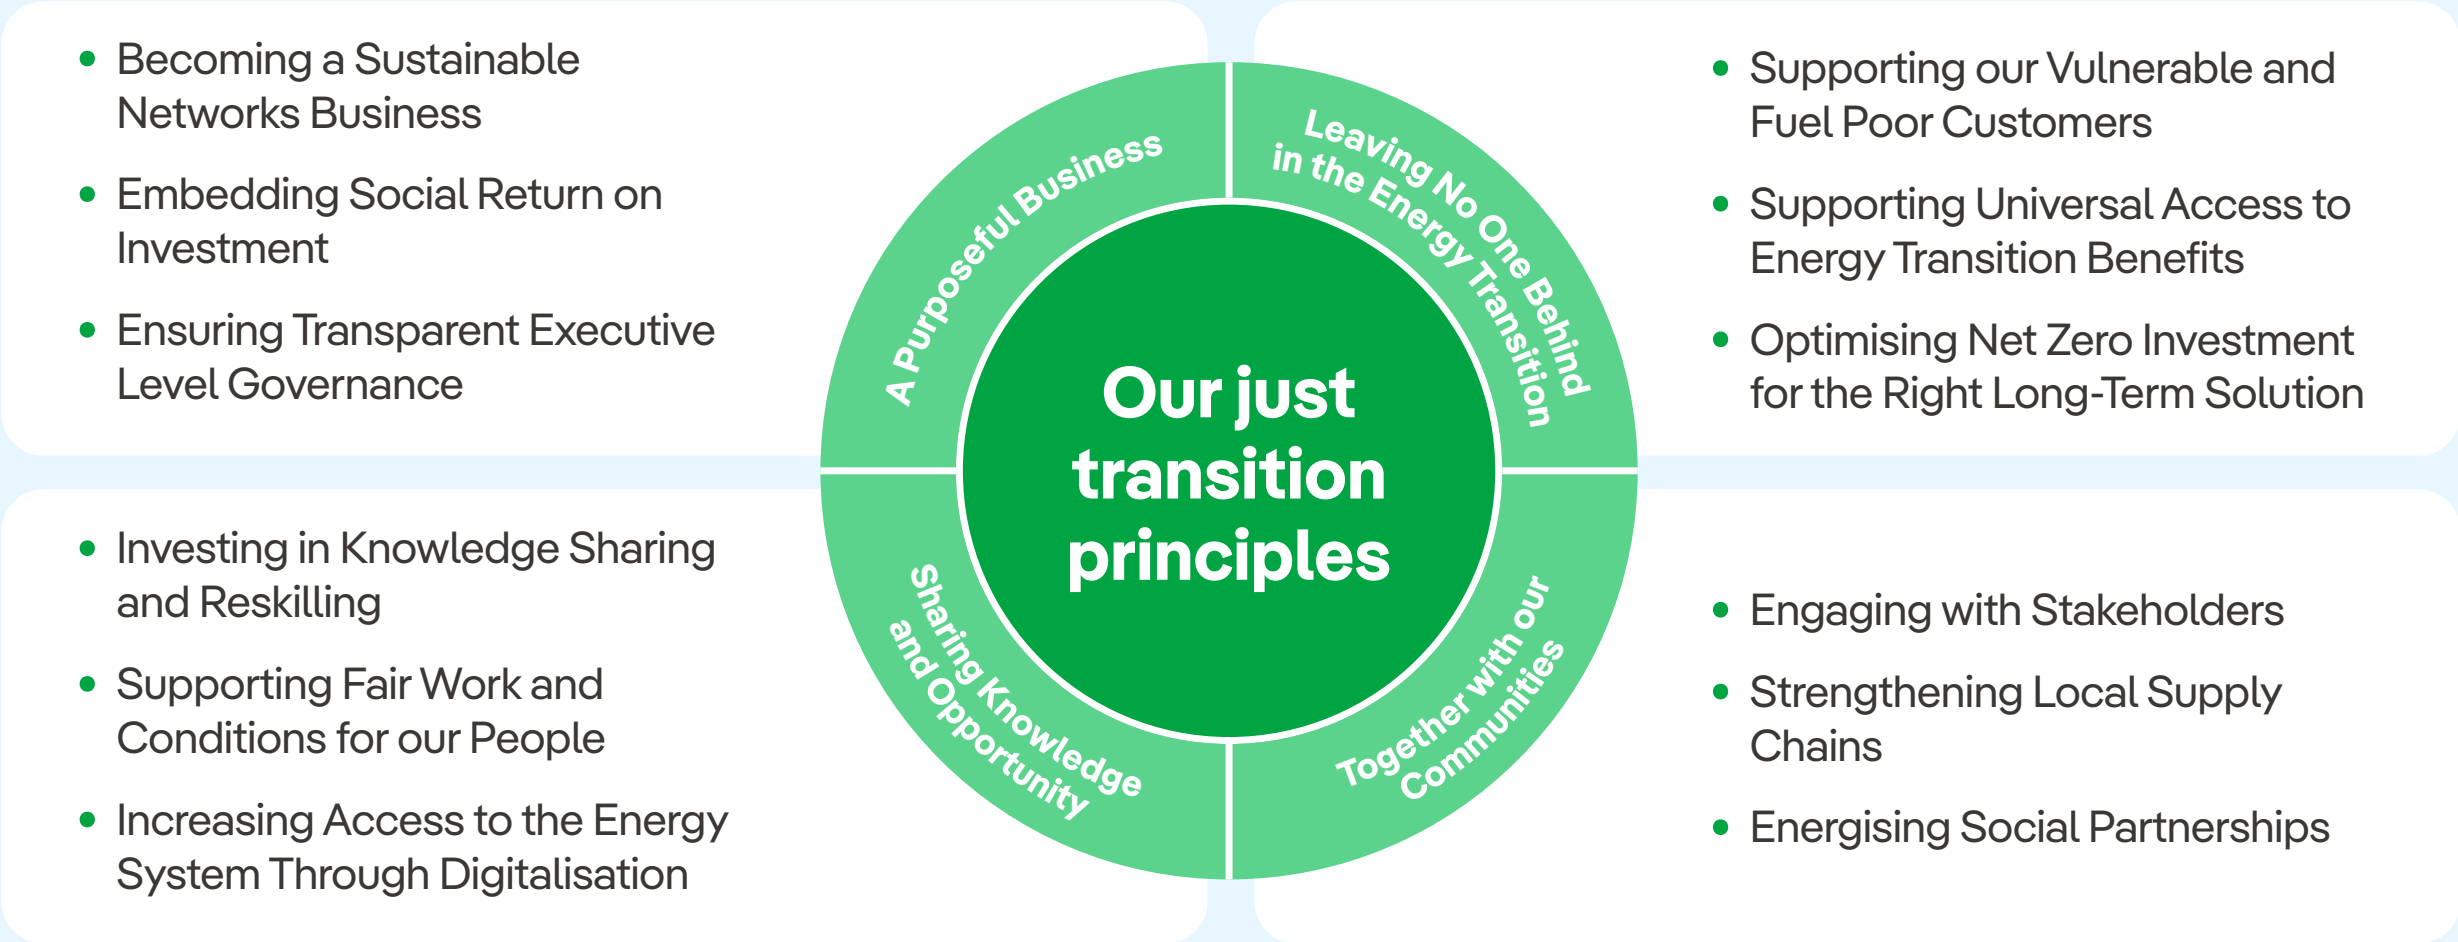 Becoming a Sustainable
Networks Business
Embedding Social Return on
Investment
Ensuring Transparent Executive
Level Governance
A Purposeful Business
Leaving No One Behind
in the Energy Transition
Supporting our Vulnerable and
Fuel Poor Customers
Supporting Universal Access to
Energy Transition Benefits
Optimising Net Zero Investment
for the Right Long-Term Solution
Our just
transition
principles
Investing in Knowledge Sharing
and Reskilling
Supporting Fair Work and
Conditions for our People
Increasing Access to the Energy
System Through Digitalisation
Sharing Knowledge
and Opportunity
Together with our
Communities
Engaging with Stakeholders
Strengthening Local Supply
Chains
Energising Social Partnerships